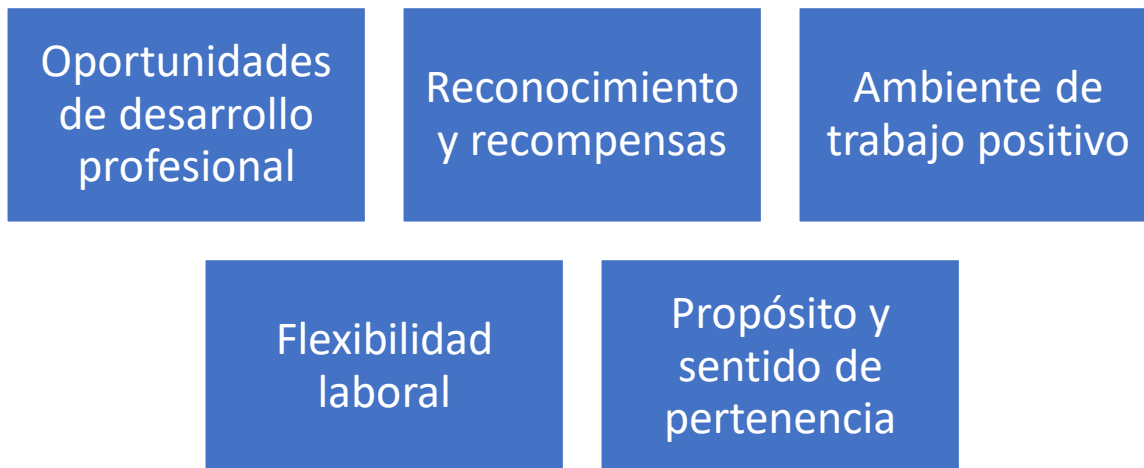 Oportunidades
de desarrollo
profesional
Reconocimiento
y recompensas
Ambiente de
trabajo positivo
Flexibilidad
laboral
Propósito y
sentido de
pertenencia